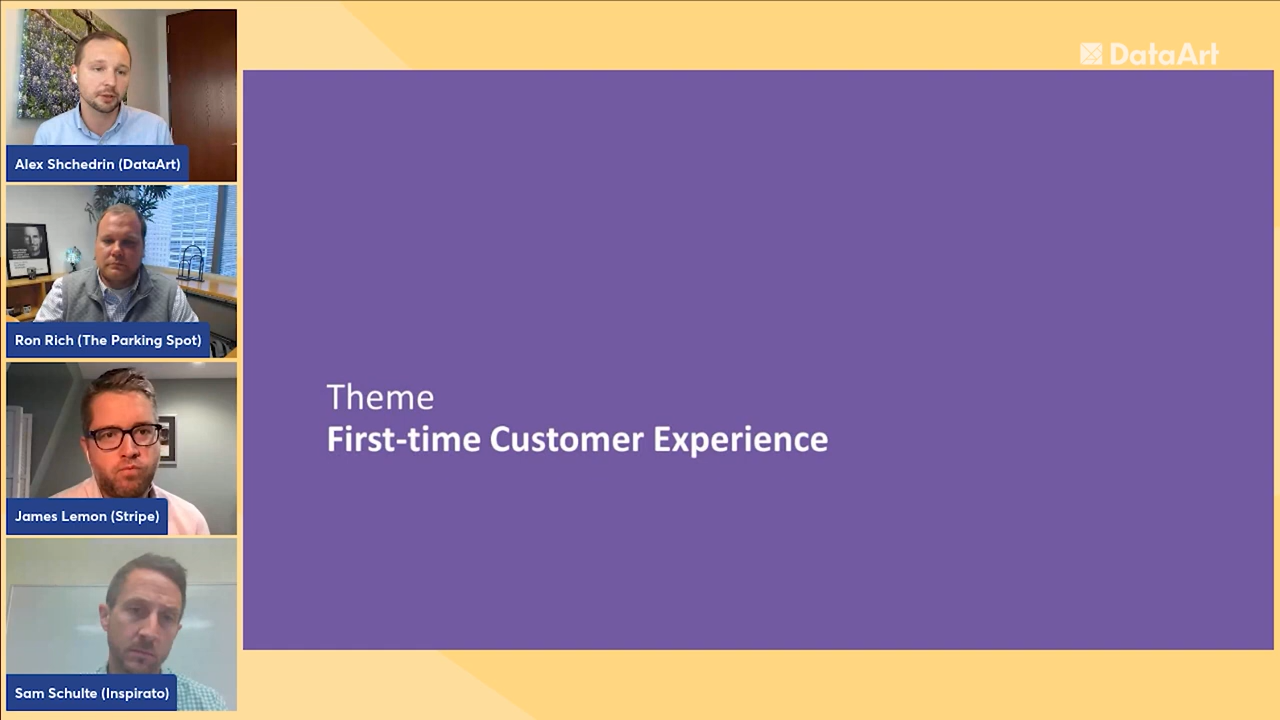 DataArt
Alex Shchedrin (DataArt)
Ron Rich (The Parking Spot)
James Lemon (Stripe)
Sam Schulte (Inspirato)
Theme
First-time Customer Experience